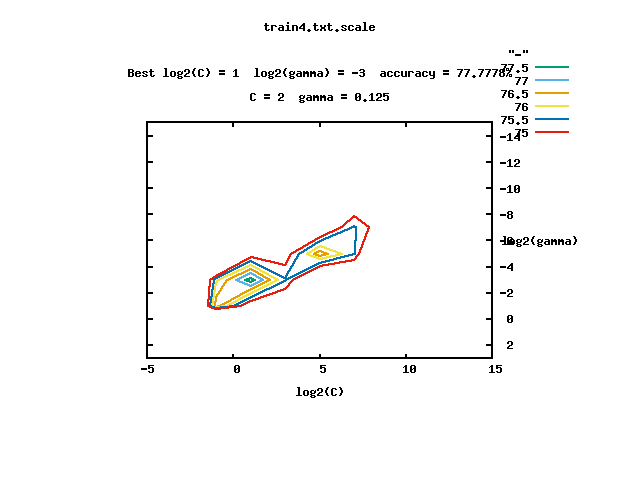 train4.txt.scale
"-"
Best log2(C) = 1  log2(gamma) = -3  accuracy = 77.7778%
77.5
77
C = 2  gamma = 0.125
76.5
76
75.5
75
-14
-12
-10
-8
-6
log2(gamma)
-4
-2
0
2
-5 0 5 10 15
log2(C)